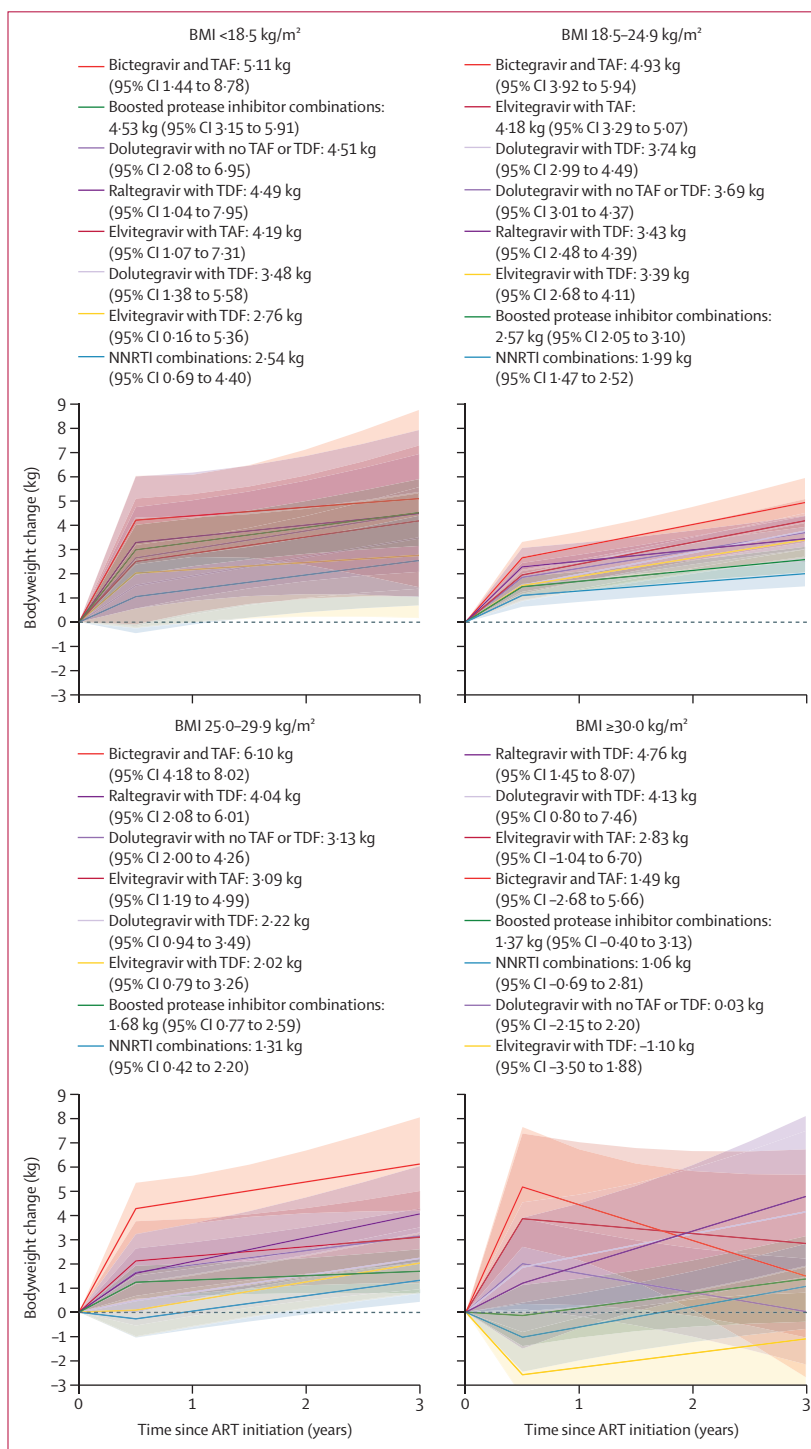 BMI <18·5 kg/m²
Bictegravir and TAF: 5·11 kg
(95% CI 1·44 to 8·78)
Boosted protease inhibitor combinations:
4·53 kg (95% CI 3·15 to 5·91)
Dolutegravir with no TAF or TDF: 4·51 kg
(95% CI 2·08 to 6·95)
Raltegravir with TDF: 4·49 kg
(95% CI 1·04 to 7·95)
Elvitegravir with TAF: 4·19 kg
(95% CI 1·07 to 7·31)
Dolutegravir with TDF: 3·48 kg
(95% CI 1·38 to 5·58)
Elvitegravir with TDF: 2·76 kg
(95% CI 0·16 to 5·36)
NNRTI combinations: 2·54 kg
(95% CI 0·69 to 4·40)
BMI 18·5–24·9 kg/m²
Bictegravir and TAF: 4·93 kg
(95% CI 3·92 to 5·94)
Elvitegravir with TAF:
4·18 kg (95% CI 3·29 to 5·07)
Dolutegravir with TDF: 3·74 kg
(95% CI 2·99 to 4·49)
Dolutegravir with no TAF or TDF: 3·69 kg
(95% CI 3·01 to 4·37)
Raltegravir with TDF: 3·43 kg
(95% CI 2·48 to 4·39)
Elvitegravir with TDF: 3·39 kg
(95% CI 2·68 to 4·11)
Boosted protease inhibitor combinations:
2·57 kg (95% CI 2·05 to 3·10)
NNRTI combinations: 1·99 kg
(95% CI 1·47 to 2·52)
Bodyweight change (kg)
9
8
7
6
5
4
3
2
1
0
–1
–2
–3
BMI 25·0–29·9 kg/m²
Bictegravir and TAF: 6·10 kg
(95% CI 4·18 to 8·02)
Raltegravir with TDF: 4·04 kg
(95% CI 2·08 to 6·01)
Dolutegravir with no TAF or TDF: 3·13 kg
(95% CI 2·00 to 4·26)
Elvitegravir with TAF: 3·09 kg
(95% CI 1·19 to 4·99)
Dolutegravir with TDF: 2·22 kg
(95% CI 0·94 to 3·49)
Elvitegravir with TDF: 2·02 kg
(95% CI 0·79 to 3·26)
Boosted protease inhibitor combinations:
1·68 kg (95% CI 0·77 to 2·59)
NNRTI combinations: 1·31 kg
(95% CI 0·42 to 2·20)
BMI ≥30·0 kg/m²
Raltegravir with TDF: 4·76 kg
(95% CI 1·45 to 8·07)
Dolutegravir with TDF: 4·13 kg
(95% CI 0·80 to 7·46)
Elvitegravir with TAF: 2·83 kg
(95% CI –1·04 to 6·70)
Bictegravir and TAF: 1·49 kg
(95% CI –2·68 to 5·66)
Boosted protease inhibitor combinations:
1·37 kg (95% CI –0·40 to 3·13)
NNRTI combinations: 1·06 kg
(95% CI –0·69 to 2·81)
Dolutegravir with no TAF or TDF: 0·03 kg
(95% CI –2·15 to 2·20)
Elvitegravir with TDF: –1·10 kg
(95% CI –3·50 to 1·88)
Bodyweight change (kg)
9
8
7
6
5
4
3
2
1
0
–1
–2
–3
0 1 2 3
Time since ART initiation (years)
0 1 2 3
Time since ART initiation (years)